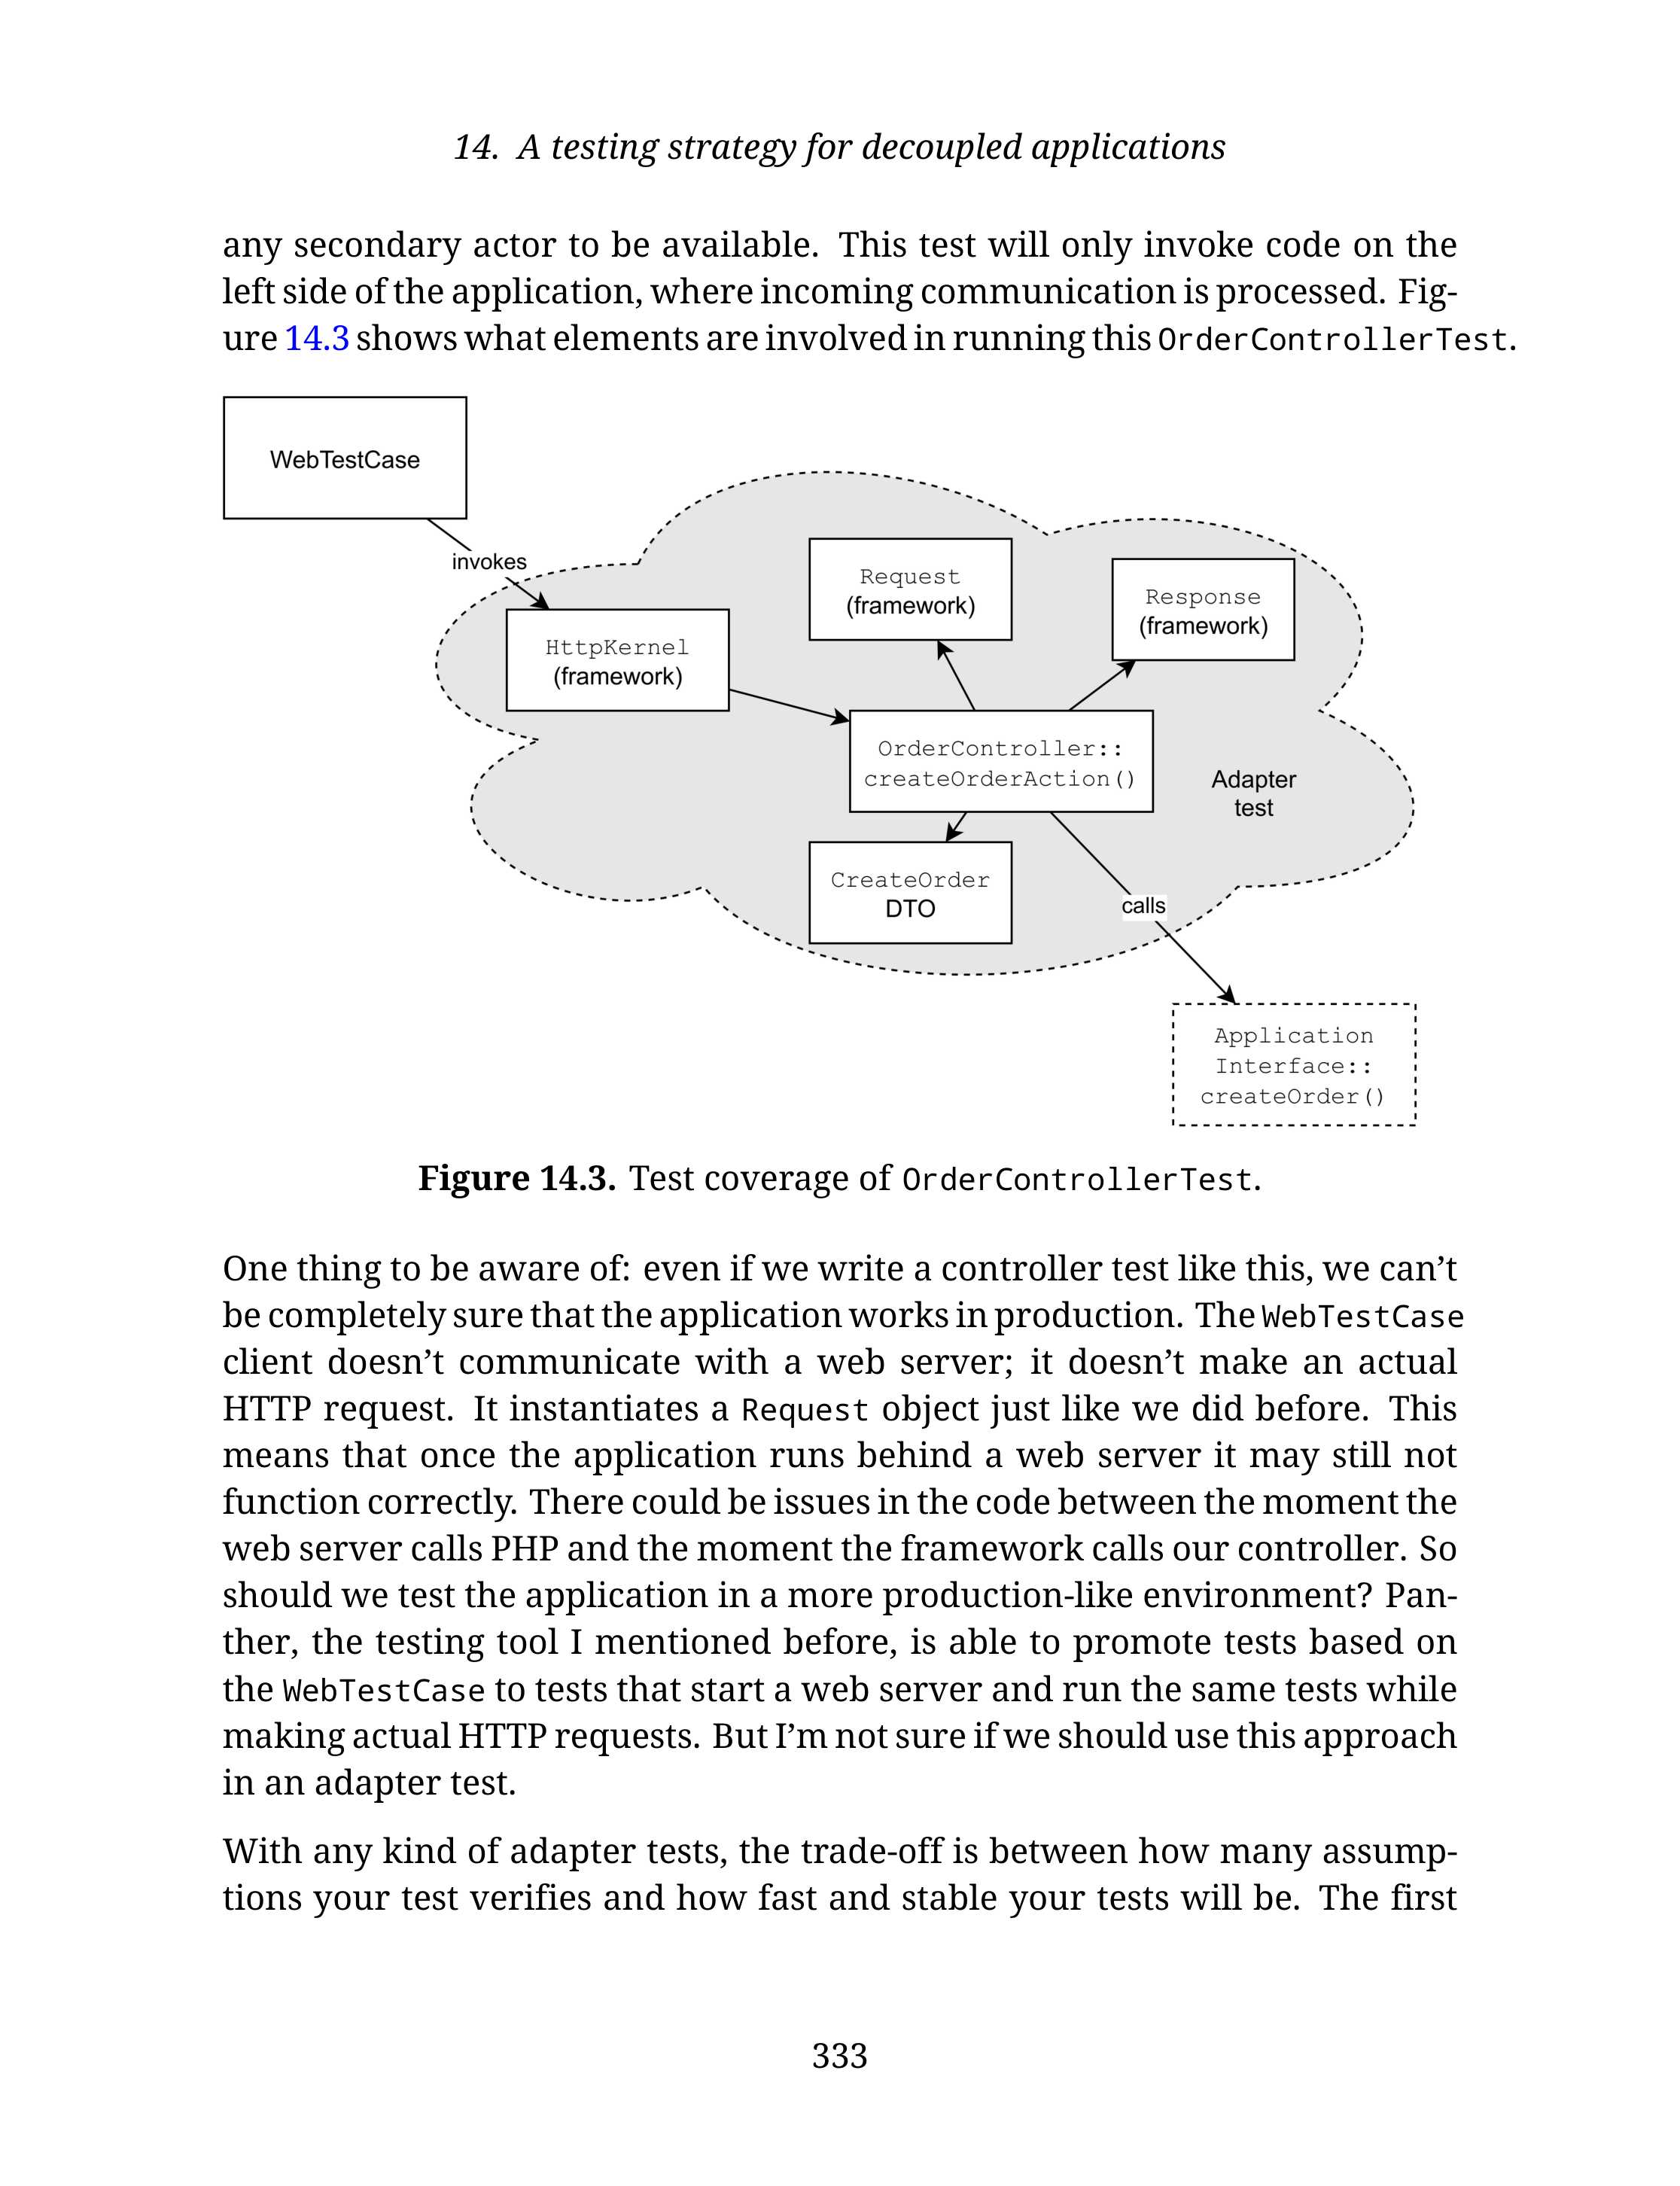 14. A testing strategy for decoupled applications
any secondary actor to be available. This test will only invoke code on the
left side of the application, where incoming communication is processed. Fig-
ure 14.3 shows what elements are involved in running this OrderControllerTest.
WebTestCase
invokes
HttpKernel
(framework)
Request
(framework)
Response
(framework)
OrderController::
createOrderAction()
Adapter
test
CreateOrder
DTO
calls
Application
Interface::
createOrder()
Figure 14.3. Test coverage of OrderControllerTest.
One thing to be aware of: even if we write a controller test like this, we can’t
be completely sure that the application works in production. The WebTestCase
client doesn’t communicate with a web server; it doesn’t make an actual
HTTP request. It instantiates a Request object just like we did before. This
means that once the application runs behind a web server it may still not
function correctly. There could be issues in the code between the moment the
web server calls PHP and the moment the framework calls our controller. So
should we test the application in a more production-like environment? Pan-
ther, the testing tool I mentioned before, is able to promote tests based on
the WebTestCase to tests that start a web server and run the same tests while
making actual HTTP requests. But I’m not sure if we should use this approach
in an adapter test.
With any kind of adapter tests, the trade-off is between how many assump-
tions your test verifies and how fast and stable your tests will be. The first
333